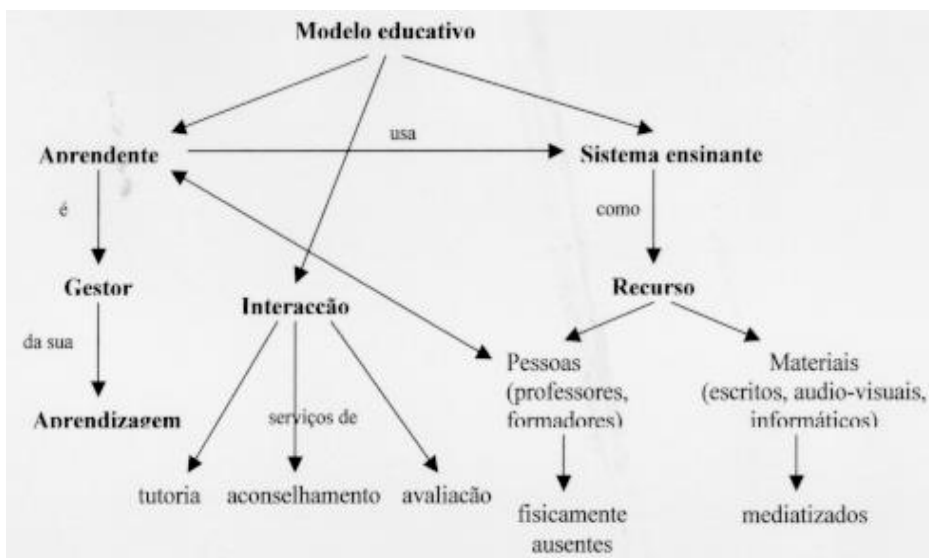 Modelo educativo
usa
Aprendente
Sistema ensinante
é
como
Gestor
Interacção
Recurso
da sua
Pessoas
(professores,
formadores)
Materiais
(escritos, audio-visuais,
informáticos)
Aprendizagem
serviços de
tutoria
aconselhamento
avaliacão
fisicamente
ausentes
mediatizados